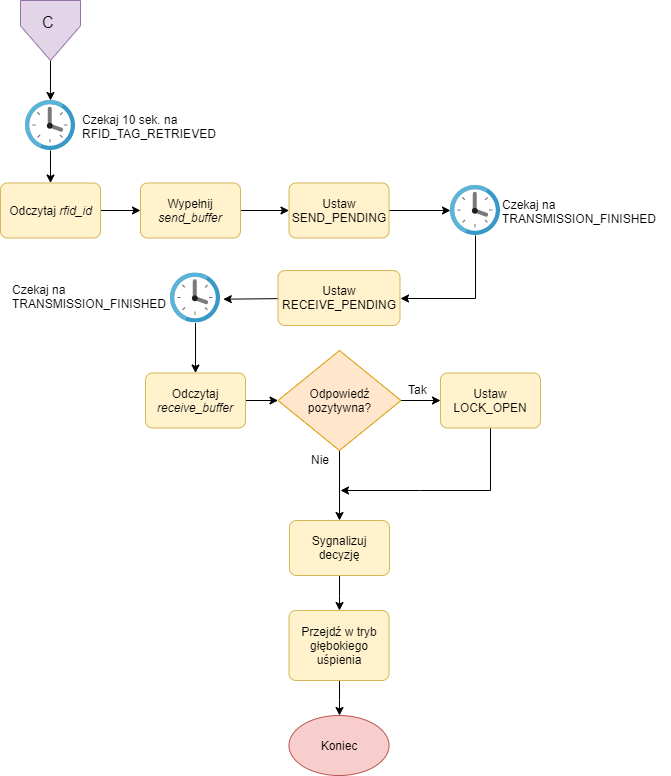 C
Czekaj 10 sek. na
RFID_TAG_RETRIEVED
Odczytaj rfid_id
Wypełnij
send_buffer
Ustaw
SEND_PENDING
Czekaj na
TRANSMISSION_FINISHED
Ustaw
RECEIVE_PENDING
Czekaj na
TRANSMISSION_FINISHED
Odczytaj
receive_buffer
Odpowiedź
pozytywna?
Tak
Ustaw
LOCK_OPEN
Nie
Sygnalizuj
decyzję
Przejdź w tryb
głębokiego
uśpienia
Koniec